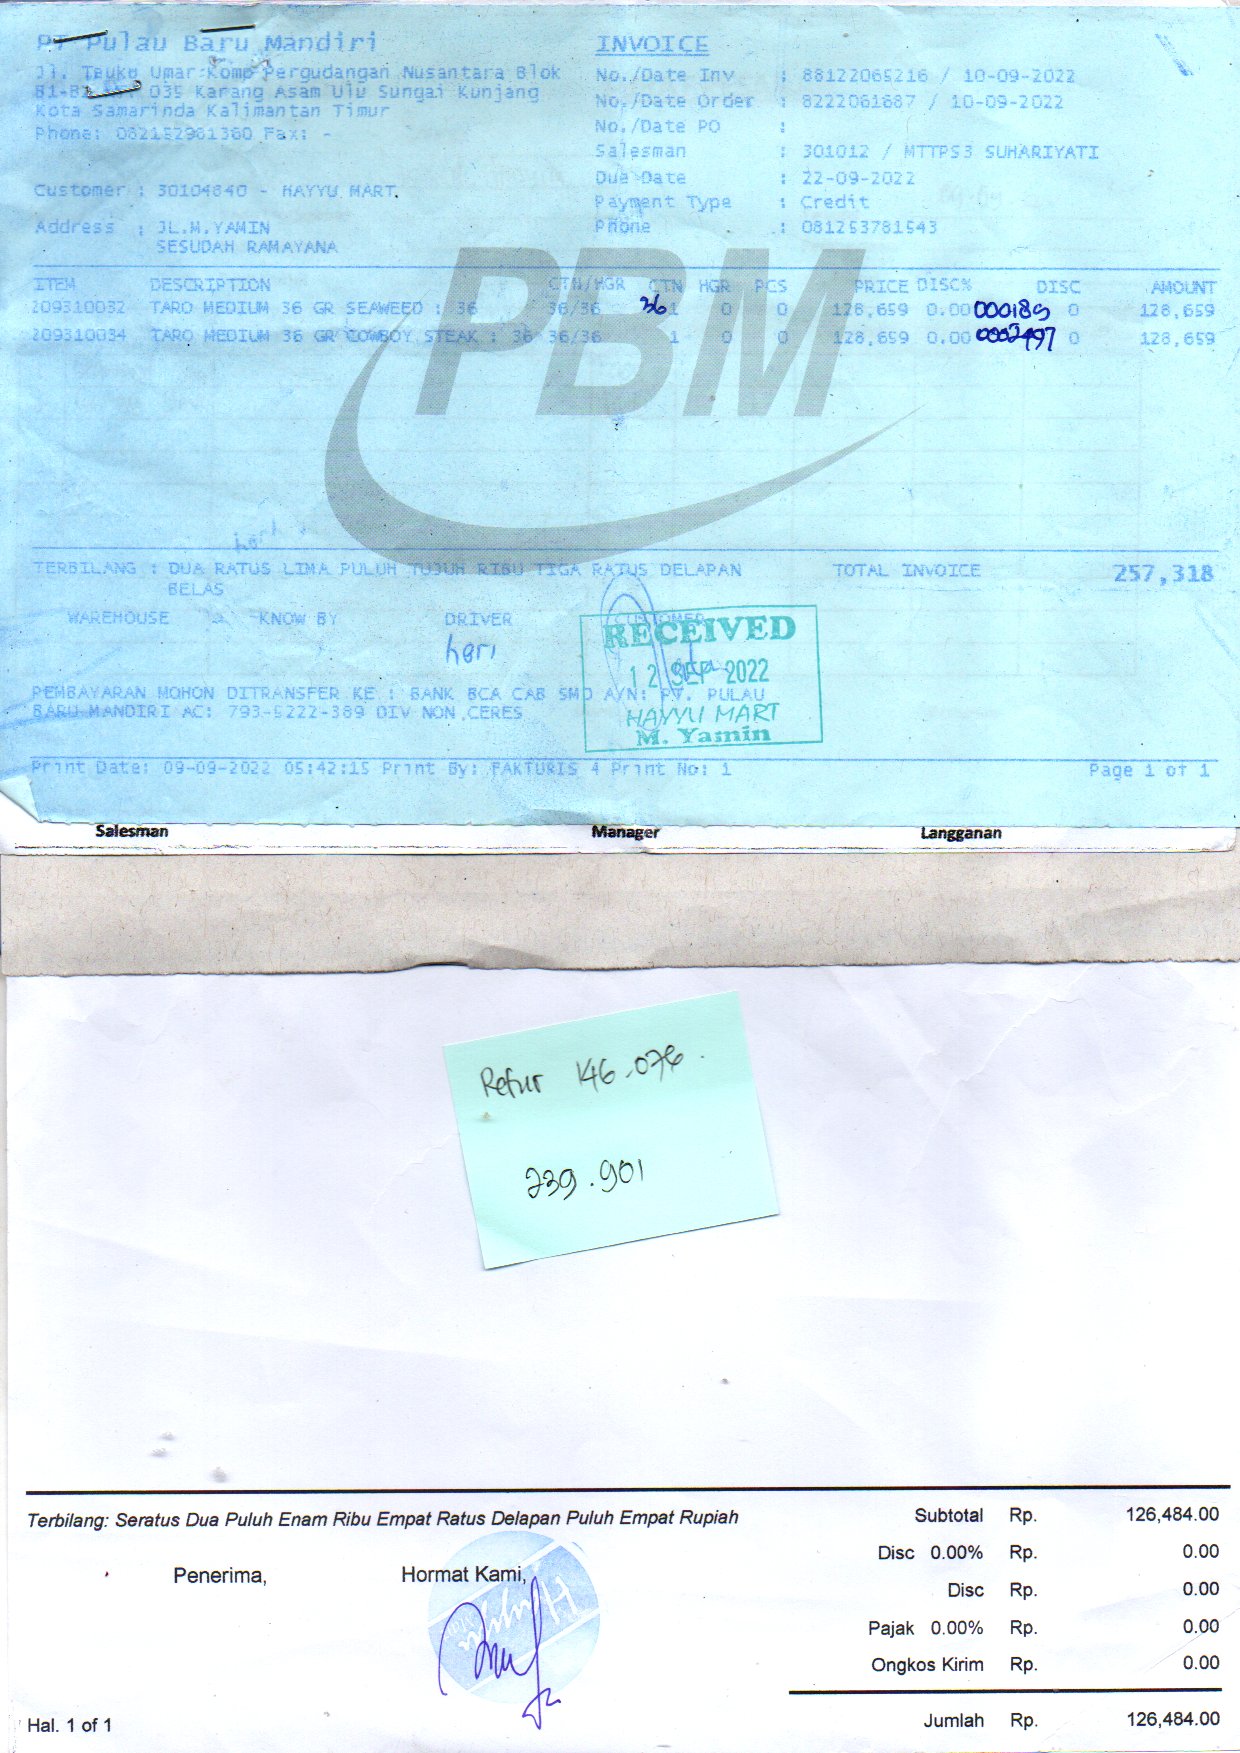 PT Pulau Baru Mandiri
Jl. Teuku Umar Komp Pergudangan Nusantara Blok
035 Karang Asam Ulu Sungai Kunjang
Kota Samarinda Kalimantan Timur
Phone: 082152981360 Fax: -
Customer : 30104840 - HAYYU MART.
Address : JL.M.YAMIN
SESUDAH RAMAYANA
INVOICE
No./Date Inv : 88122065216 / 10-09-2022
No./Date Order : 8222061687 / 10-09-2022
No./Date PO :
Salesman : 301012 / MTTPS3 SUHARIYATI
Due Date : 22-09-2022
Payment Type : Credit
Phone : 081253781543
PBM
ITEM DESCRIPTION CTN/HGR CTN HGR PCS PRICE DISC% DISC AMOUNT
209310032 TARO MEDIUM 36 GR SEAWEED : 36 36/36 36 1 0 0 128,659 0.00 000189 0 128,659
209310034 TARO MEDIUM 36 GR COWBOY STEAK : 36 36/36 1 0 0 128,659 0.00 0002497 0 128,659
TERBILANG : DUA RATUS LIMA PULUH TUJUH RIBU TIGA RATUS DELAPAN
BELAS
TOTAL INVOICE 257,318
WAREHOUSE KNOW BY DRIVER CUSTOMER
hari
RECEIVED
12 SEP 2022
HAYYU MART
M. Yamin
PEMBAYARAN MOHON DITRANSFER KE : BANK BCA CAB SMD A/N: PT. PULAU
BARU MANDIRI AC: 793-5222-389 DIV NON CERES
Print Date: 09-09-2022 05:42:15 Print By: FAKTURIS 4 Print No: 1 Page 1 of 1
Salesman Manager Langganan
Retur 146.076.
239.901
Terbilang: Seratus Dua Puluh Enam Ribu Empat Ratus Delapan Puluh Empat Rupiah
Penerima, Hormat Kami,
Subtotal Rp. 126,484.00
Disc 0.00% Rp. 0.00
Disc Rp. 0.00
Pajak 0.00% Rp. 0.00
Ongkos Kirim Rp. 0.00
Jumlah Rp. 126,484.00
Hal. 1 of 1